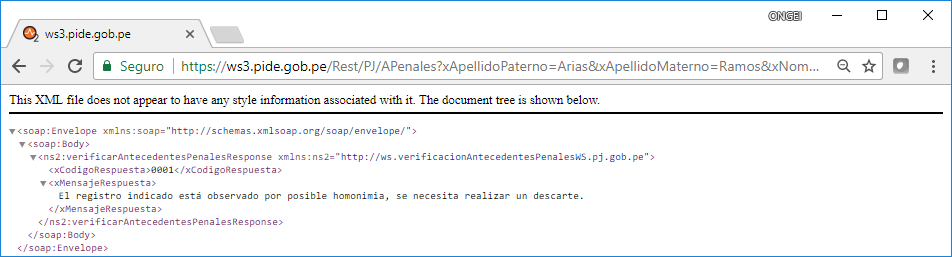 ONGEI
ws3.pide.gob.pe
Seguro | https://ws3.pide.gob.pe/Rest/PJ/APenales?xApellidoPaterno=Arias&xApellidoMaterno=Ramos&xNom...
This XML file does not appear to have any style information associated with it. The document tree is shown below.
<soap:Envelope xmlns:soap="http://schemas.xmlsoap.org/soap/envelope/">
<soap:Body>
<ns2:verificarAntecedentesPenalesResponse xmlns:ns2="http://ws.verificacionAntecedentesPenalesWS.pj.gob.pe">
<xCodigoRespuesta>0001</xCodigoRespuesta>
<xMensajeRespuesta>
El registro indicado está observado por posible homonimia, se necesita realizar un descarte.
</xMensajeRespuesta>
</ns2:verificarAntecedentesPenalesResponse>
</soap:Body>
</soap:Envelope>